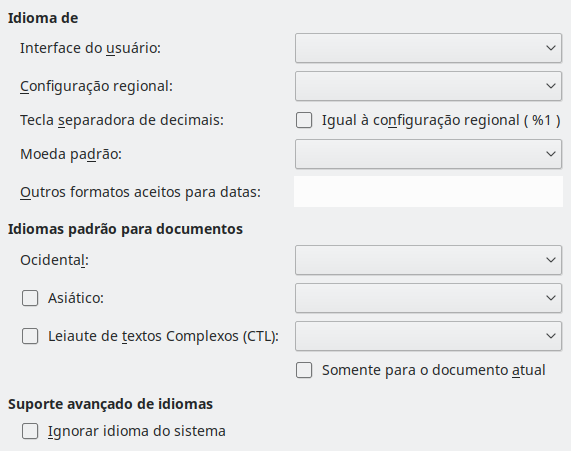 Idioma de
Interface do usuário:
Configuração regional:
Tecla separadora de decimais: Igual à configuração regional ( %1 )
Moeda padrão:
Outros formatos aceitos para datas:
Idiomas padrão para documentos
Ocidental:
Asiático:
Leiaute de textos Complexos (CTL):
Somente para o documento atual
Suporte avançado de idiomas
Ignorar idioma do sistema